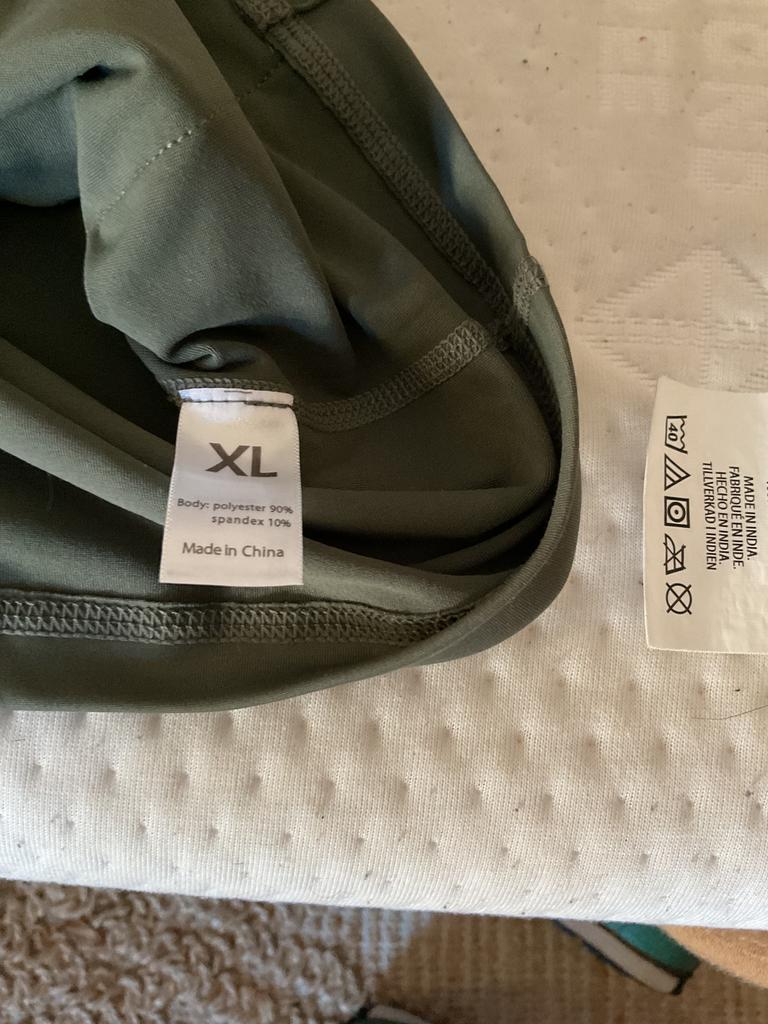 XL
Body: polyester 90%
spandex 10%
Made in China
40
MADE IN INDIA.
FABRIQUÉ EN INDE.
HECHO EN INDIA.
TILLVERKAD I INDIEN